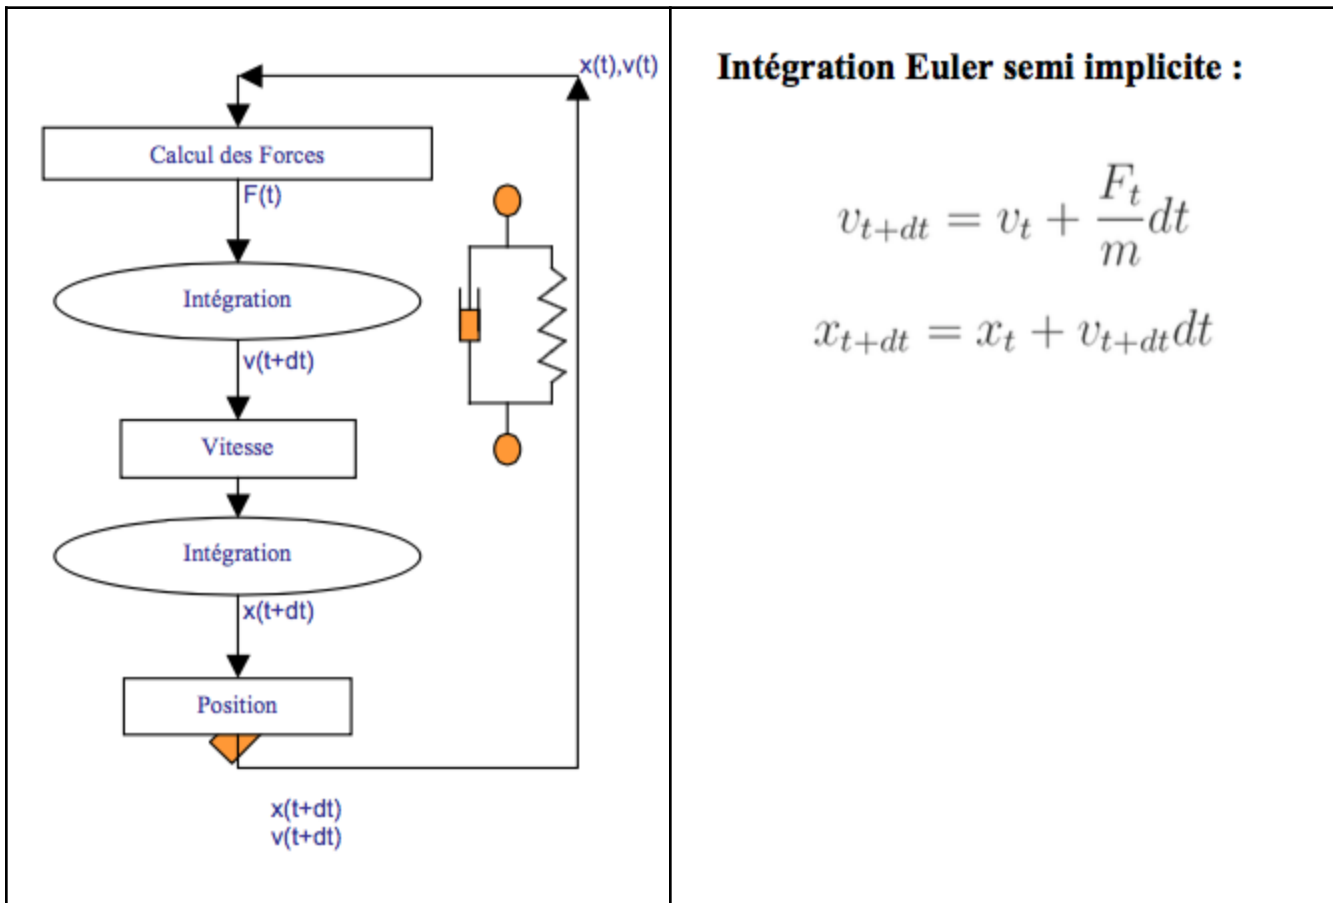 x(t),v(t)
Calcul des Forces
F(t)
Intégration
v(t+dt)
Vitesse
Intégration
x(t+dt)
Position
x(t+dt)
v(t+dt)
Intégration Euler semi implicite :
v_{t+dt} = v_t + \frac{F_t}{m}dt
x_{t+dt} = x_t + v_{t+dt}dt